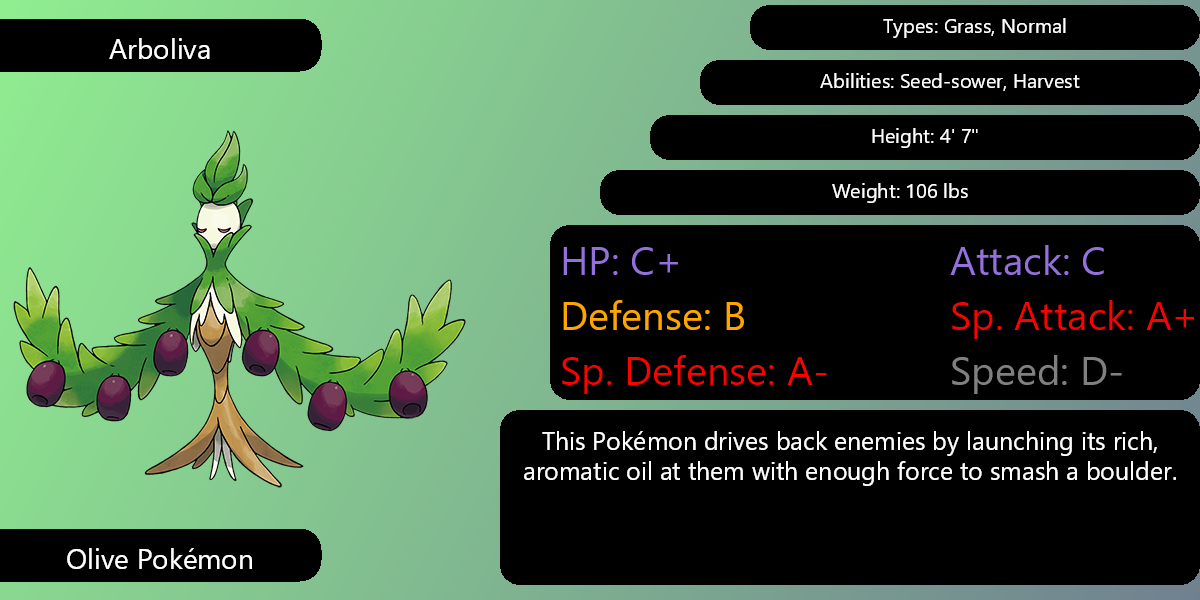 Arboliva
Types: Grass, Normal
Abilities: Seed-sower, Harvest
Height: 4' 7"
Weight: 106 lbs
HP: C+ Attack: C
Defense: B Sp. Attack: A+
Sp. Defense: A- Speed: D-
This Pokémon drives back enemies by launching its rich,
aromatic oil at them with enough force to smash a boulder.
Olive Pokémon